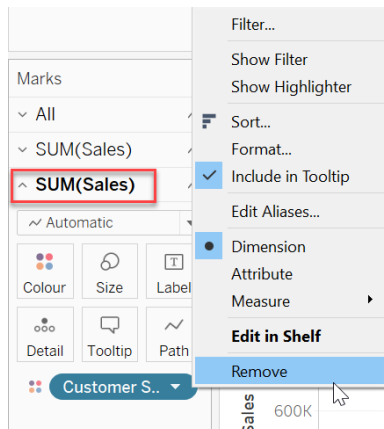 Marks
All
SUM(Sales)
SUM(Sales)
Automatic
Colour
Size
Label
Detail
Tooltip
Path
Customer S..
Filter...
Show Filter
Show Highlighter
Sort...
Format...
Include in Tooltip
Edit Aliases...
Dimension
Attribute
Measure
Edit in Shelf
Remove
Sales
600K